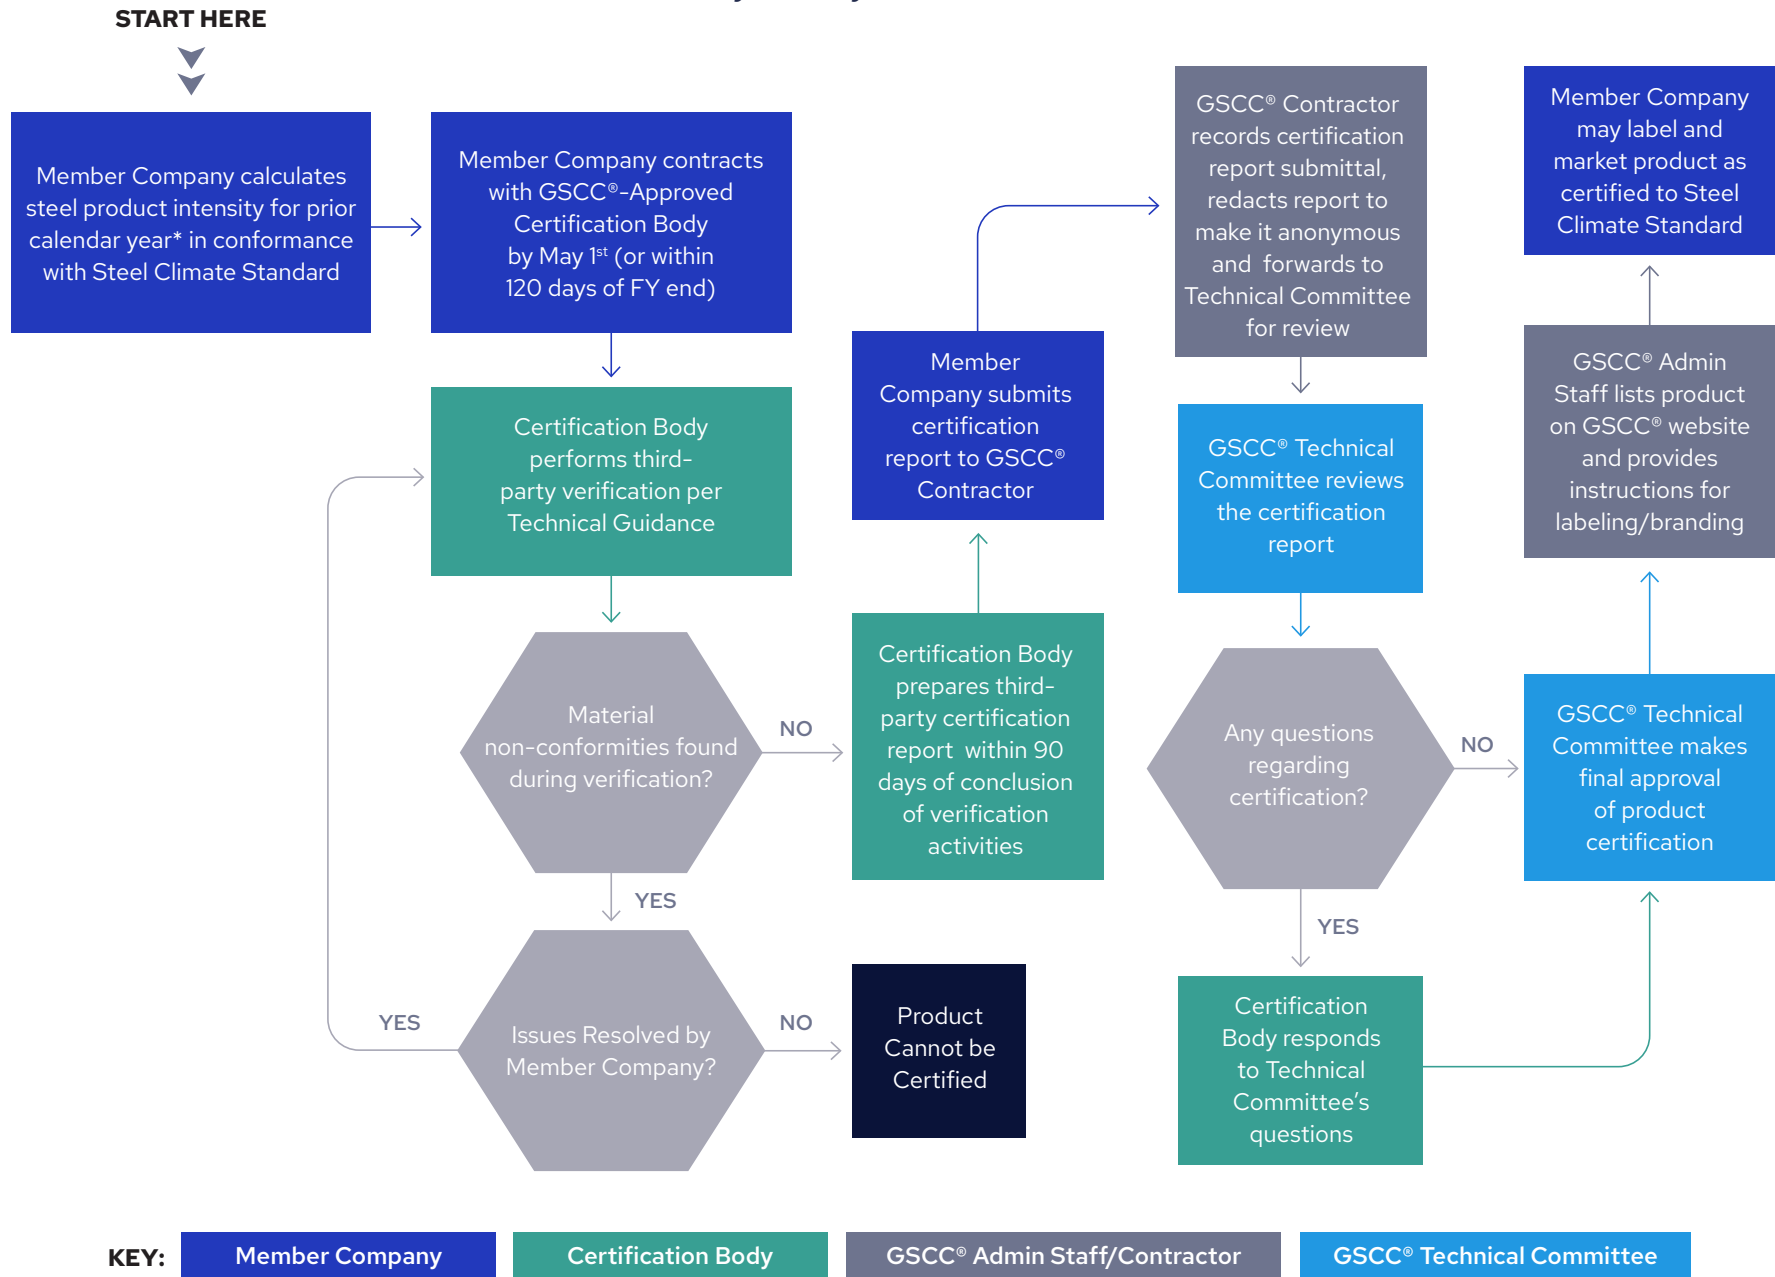 START HERE
Member Company calculates
steel product intensity for prior
calendar year* in conformance
with Steel Climate Standard
Member Company contracts
with GSCC®-Approved
Certification Body
by May 1st (or within
120 days of FY end)
Certification Body
performs third-
party verification per
Technical Guidance
Material
non-conformities found
during verification?
NO
YES
Issues Resolved by
Member Company?
YES
NO
Product
Cannot be
Certified
Certification Body
prepares third-
party certification
report within 90
days of conclusion
of verification
activities
Member
Company submits
certification
report to GSCC®
Contractor
GSCC® Contractor
records certification
report submittal,
redacts report to
make it anonymous
and forwards to
Technical Committee
for review
GSCC® Technical
Committee reviews
the certification
report
Any questions
regarding
certification?
NO
YES
Certification
Body responds
to Technical
Committee’s
questions
GSCC® Technical
Committee makes
final approval
of product
certification
GSCC® Admin
Staff lists product
on GSCC® website
and provides
instructions for
labeling/branding
Member Company
may label and
market product as
certified to Steel
Climate Standard
KEY:
Member Company
Certification Body
GSCC® Admin Staff/Contractor
GSCC® Technical Committee